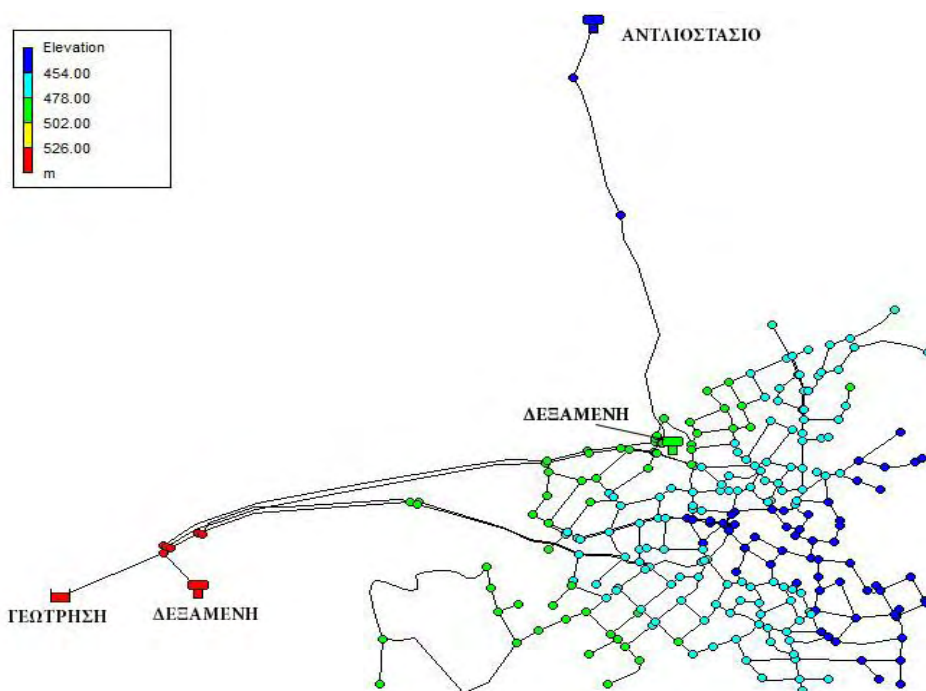 ΑΝΤΛΙΟΣΤΑΣΙΟ
Elevation
454.00
478.00
502.00
526.00
m
ΔΕΞΑΜΕΝΗ
ΓΕΩΤΡΗΣΗ
ΔΕΞΑΜΕΝΗ